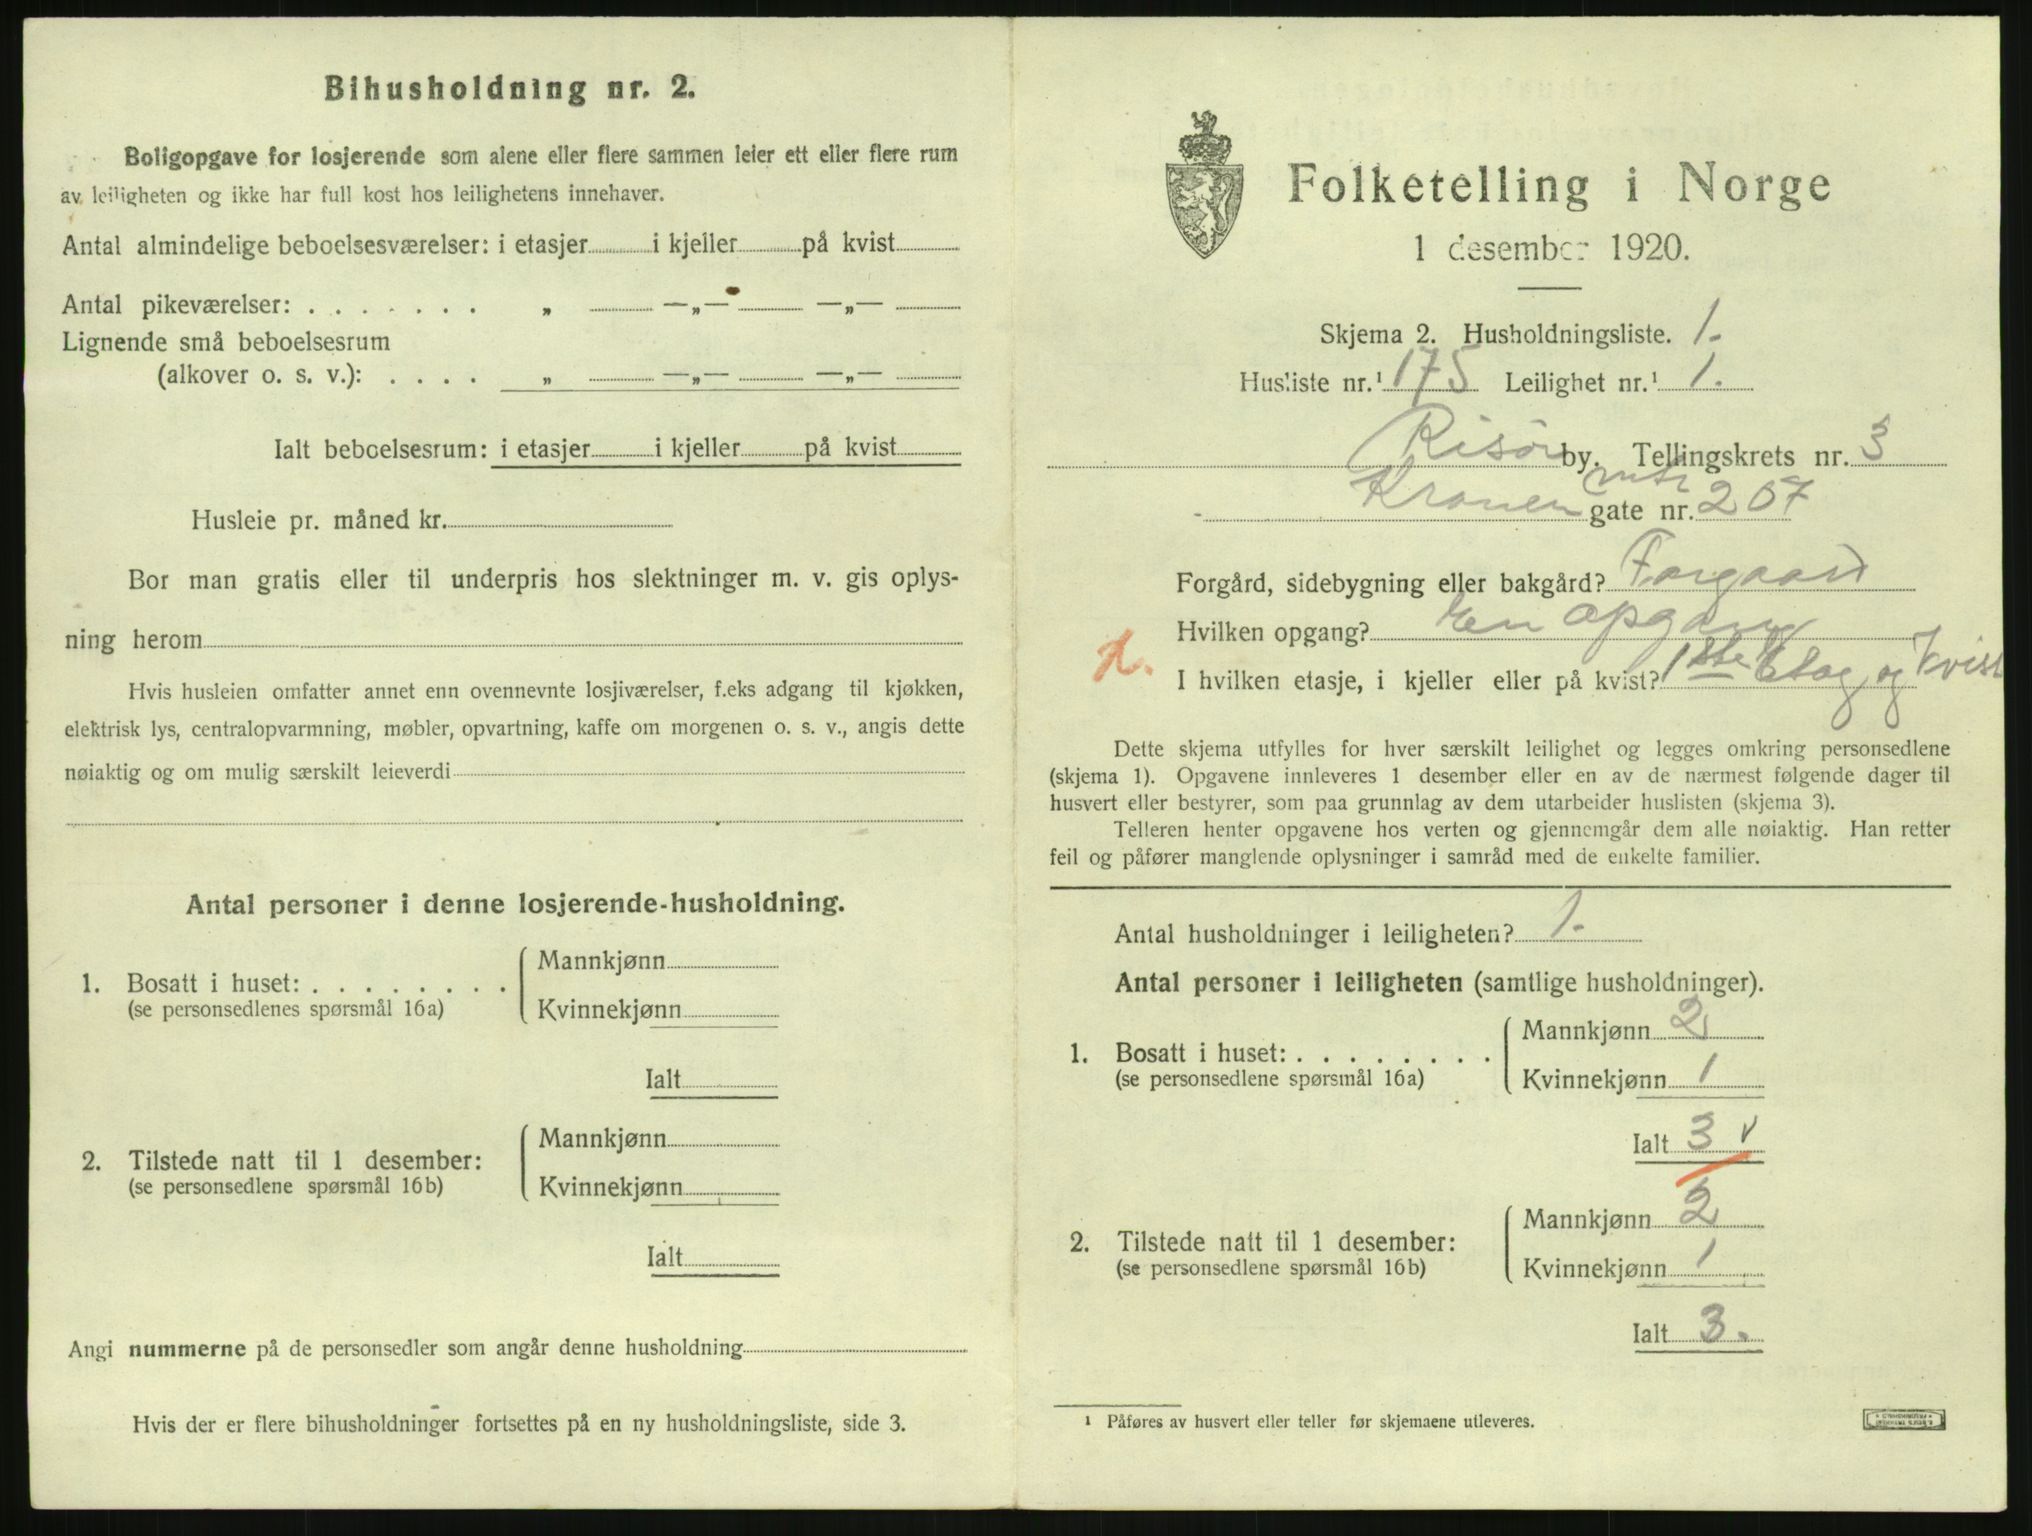 Bihusholdning nr. 2.
Boligopgave for losjerende som alene eller flere sammen leier ett eller flere rum
av leiligheten og ikke har full kost hos leilighetens innehaver.
Antal almindelige beboelsesværelser: i etasjer i kjeller på kvist
Antal pikeværelser: . . . . . . . „ —„— —„—
Lignende små beboelsesrum
(alkover o. s. v.): . . . . „ —„— —„—
Ialt beboelsesrum: i etasjer i kjeller på kvist
Husleie pr. måned kr.
Bor man gratis eller til underpris hos slektninger m. v. gis oplys-
ning herom
Hvis husleien omfatter annet enn ovennevnte losjiværelser, f.eks adgang til kjøkken,
elektrisk lys, centralopvarmning, møbler, opvartning, kaffe om morgenen o. s. v., angis dette
nøiaktig og om mulig særskilt leieverdi
Antal personer i denne losjerende-husholdning.
1. Bosatt i huset: . . . . . . . . Mannkjønn
(se personsedlenes spørsmål 16a) Kvinnekjønn
Ialt
2. Tilstede natt til 1 desember: Mannkjønn
(se personsedlene spørsmål 16b) Kvinnekjønn
Ialt
Angi nummerne på de personsedler som angår denne husholdning
Hvis der er flere bihusholdninger fortsettes på en ny husholdningsliste, side 3.
Folketelling i Norge
1 desember 1920.
Skjema 2. Husholdningsliste. 1.
Husliste nr.¹ 175 Leilighet nr.¹ 1.
Risør by. Tellingskrets nr. 3
mtr
Kranen gate nr. 207
Forgård, sidebygning eller bakgård? Forgaard
Hvilken opgang? En opgang
I hvilken etasje, i kjeller eller på kvist? 1ste Etag og Kvist
Dette skjema utfylles for hver særskilt leilighet og legges omkring personsedlene
(skjema 1). Opgavene innleveres 1 desember eller en av de nærmest følgende dager til
husvert eller bestyrer, som paa grunnlag av dem utarbeider huslisten (skjema 3).
Telleren henter opgavene hos verten og gjennemgår dem alle nøiaktig. Han retter
feil og påfører manglende oplysninger i samråd med de enkelte familier.
Antal husholdninger i leiligheten? 1.
Antal personer i leiligheten (samtlige husholdninger).
1. Bosatt i huset: . . . . . . . . Mannkjønn 2
(se personsedlene spørsmål 16a) Kvinnekjønn 1
Ialt 3 v
2. Tilstede natt til 1 desember: Mannkjønn 2
(se personsedlene spørsmål 16b) Kvinnekjønn 1
Ialt 3.
¹ Påføres av husvert eller teller før skjemaene utleveres.